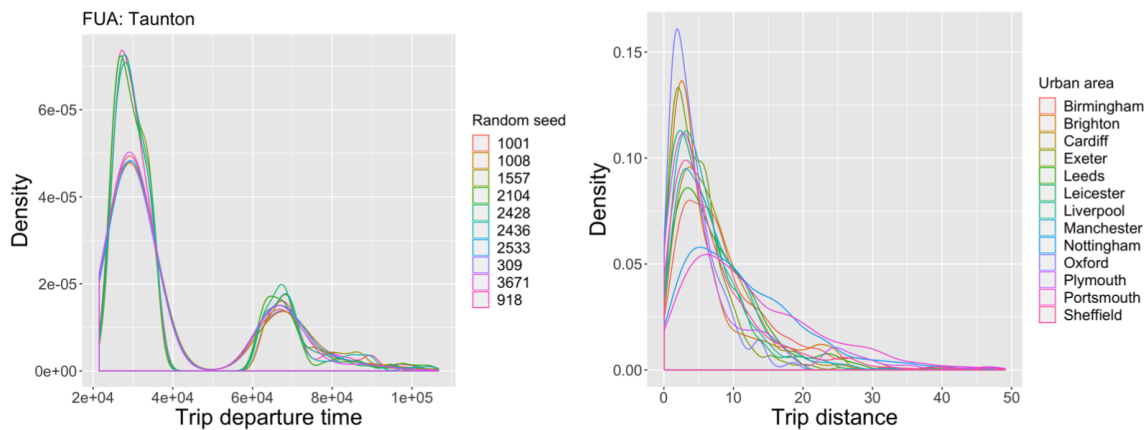 FUA: Taunton
6e-05
4e-05
2e-05
0e+00
Density
2e+04
4e+04
6e+04
8e+04
1e+05
Trip departure time
Random seed
1001
1008
1557
2104
2428
2436
2533
309
3671
918
0.15
0.10
0.05
0.00
Density
0
10
20
30
40
50
Trip distance
Urban area
Birmingham
Brighton
Cardiff
Exeter
Leeds
Leicester
Liverpool
Manchester
Nottingham
Oxford
Plymouth
Portsmouth
Sheffield